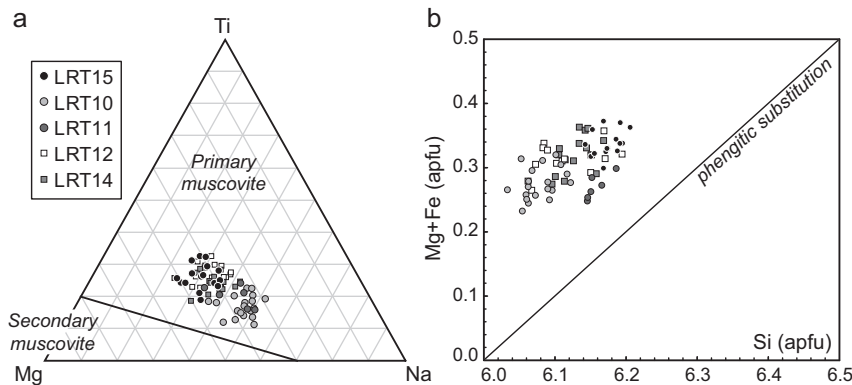 a
Ti
LRT15
LRT10
LRT11
LRT12
LRT14
Primary
muscovite
Secondary
muscovite
Mg
Na
b
0.5
0.4
0.3
0.2
0.1
0.0
Mg+Fe (apfu)
phengitic substitution
Si (apfu)
6.0
6.1
6.2
6.3
6.4
6.5